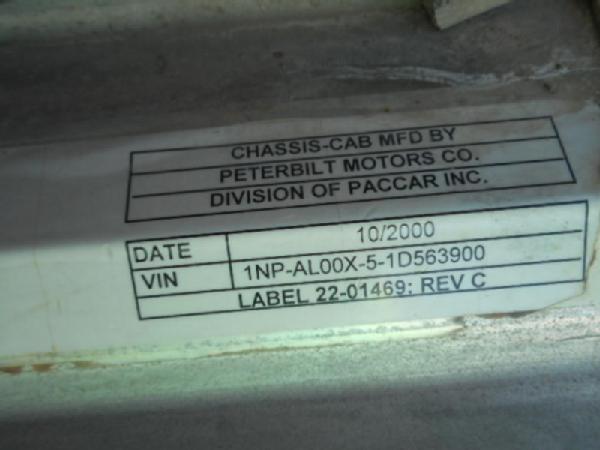 CHASSIS-CAB MFD BY
PETERBILT MOTORS CO.
DIVISION OF PACCAR INC.
DATE 10/2000
VIN 1NP-AL00X-5-1D563900
LABEL 22-01469: REV C